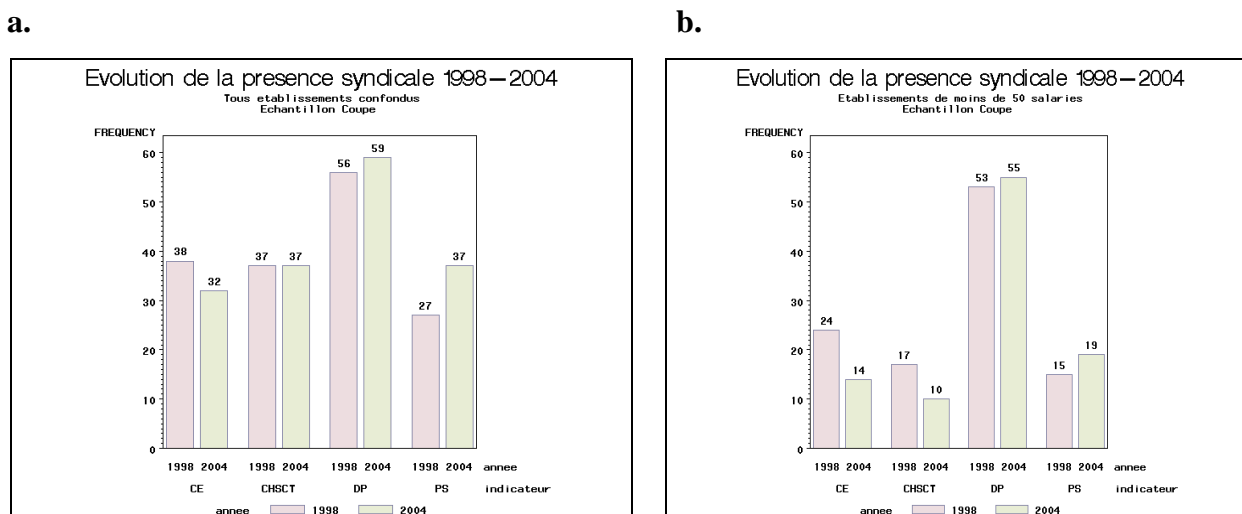 a.
Evolution de la presence syndicale 1998–2004
Tous etablissements confondus
Echantillon Coupe
FREQUENCY
60
50
40
30
20
10
0
38
32
37
37
56
59
27
37
1998 2004 1998 2004 1998 2004 1998 2004 annee
CE CHSCT DP PS indicateur
annee 1998 2004
b.
Evolution de la presence syndicale 1998–2004
Etablissements de moins de 50 salaries
Echantillon Coupe
FREQUENCY
60
50
40
30
20
10
0
24
14
17
10
53
55
15
19
1998 2004 1998 2004 1998 2004 1998 2004 annee
CE CHSCT DP PS indicateur
annee 1998 2004